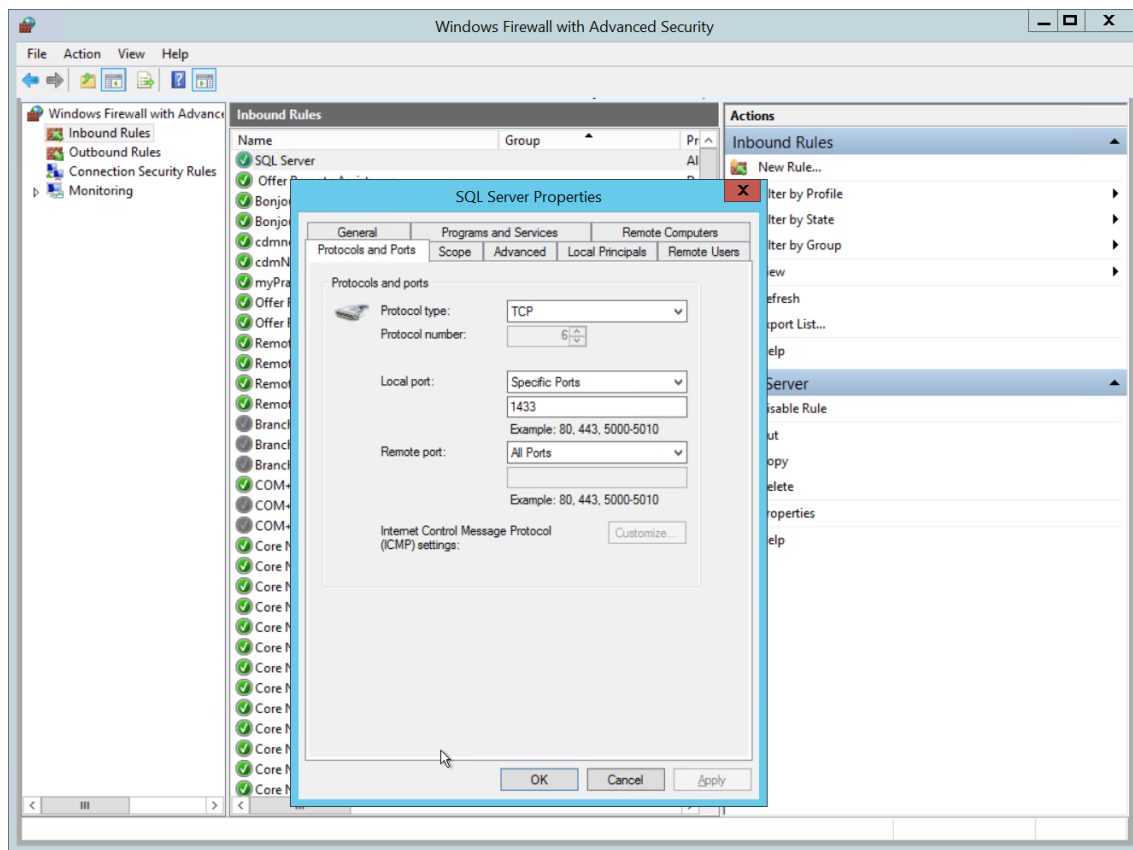 Windows Firewall with Advanced Security
File Action View Help
Windows Firewall with Advance
Inbound Rules
Outbound Rules
Connection Security Rules
Monitoring
Inbound Rules
Name Group Pr
SQL Server Al
Offer
Bonjo
Bonjo
cdmn
cdmN
myPra
Offer
Offer
Remot
Remot
Remot
Remot
Branch
Branch
Branch
COM+
COM+
COM+
Core N
Core N
Core N
Core N
Core N
Core N
Core N
Core N
Core N
Core N
Core N
Core N
Core N
SQL Server Properties
General Programs and Services Remote Computers
Protocols and Ports Scope Advanced Local Principals Remote Users
Protocols and ports
Protocol type: TCP
Protocol number: 6
Local port: Specific Ports
1433
Example: 80, 443, 5000-5010
Remote port: All Ports
Example: 80, 443, 5000-5010
Internet Control Message Protocol
(ICMP) settings: Customize...
OK Cancel Apply
Actions
Inbound Rules
New Rule...
lter by Profile
lter by State
lter by Group
iew
efresh
xport List...
elp
Server
isable Rule
ut
opy
elete
roperties
elp